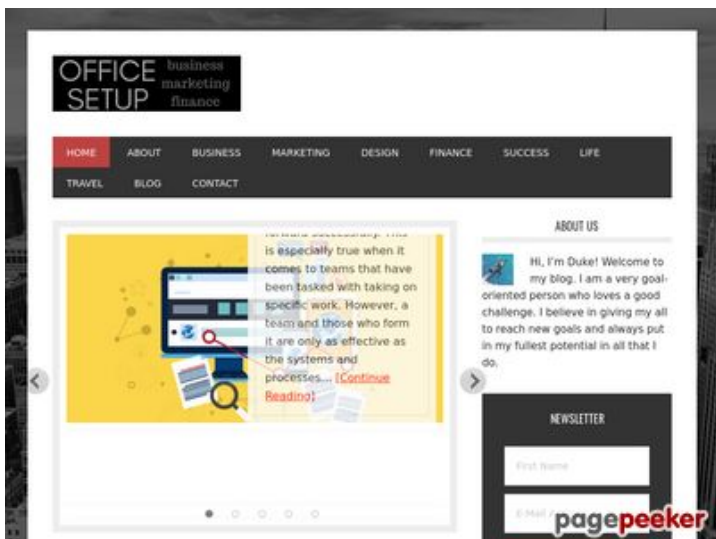 OFFICE SETUP
business
marketing
finance
HOME ABOUT BUSINESS MARKETING DESIGN FINANCE SUCCESS LIFE
TRAVEL BLOG CONTACT
forward successfully. This
is especially true when it
comes to teams that have
been tasked with taking on
specific work. However, a
team and those who form
it are only as effective as
the systems and
processes... [Continue
Reading]
ABOUT US
Hi, I'm Duke! Welcome to
my blog. I am a very goal-
oriented person who loves a good
challenge. I believe in giving my all
to reach new goals and always put
in my fullest potential in all that I
do.
NEWSLETTER
First Name
E-Mail
pagepeeker